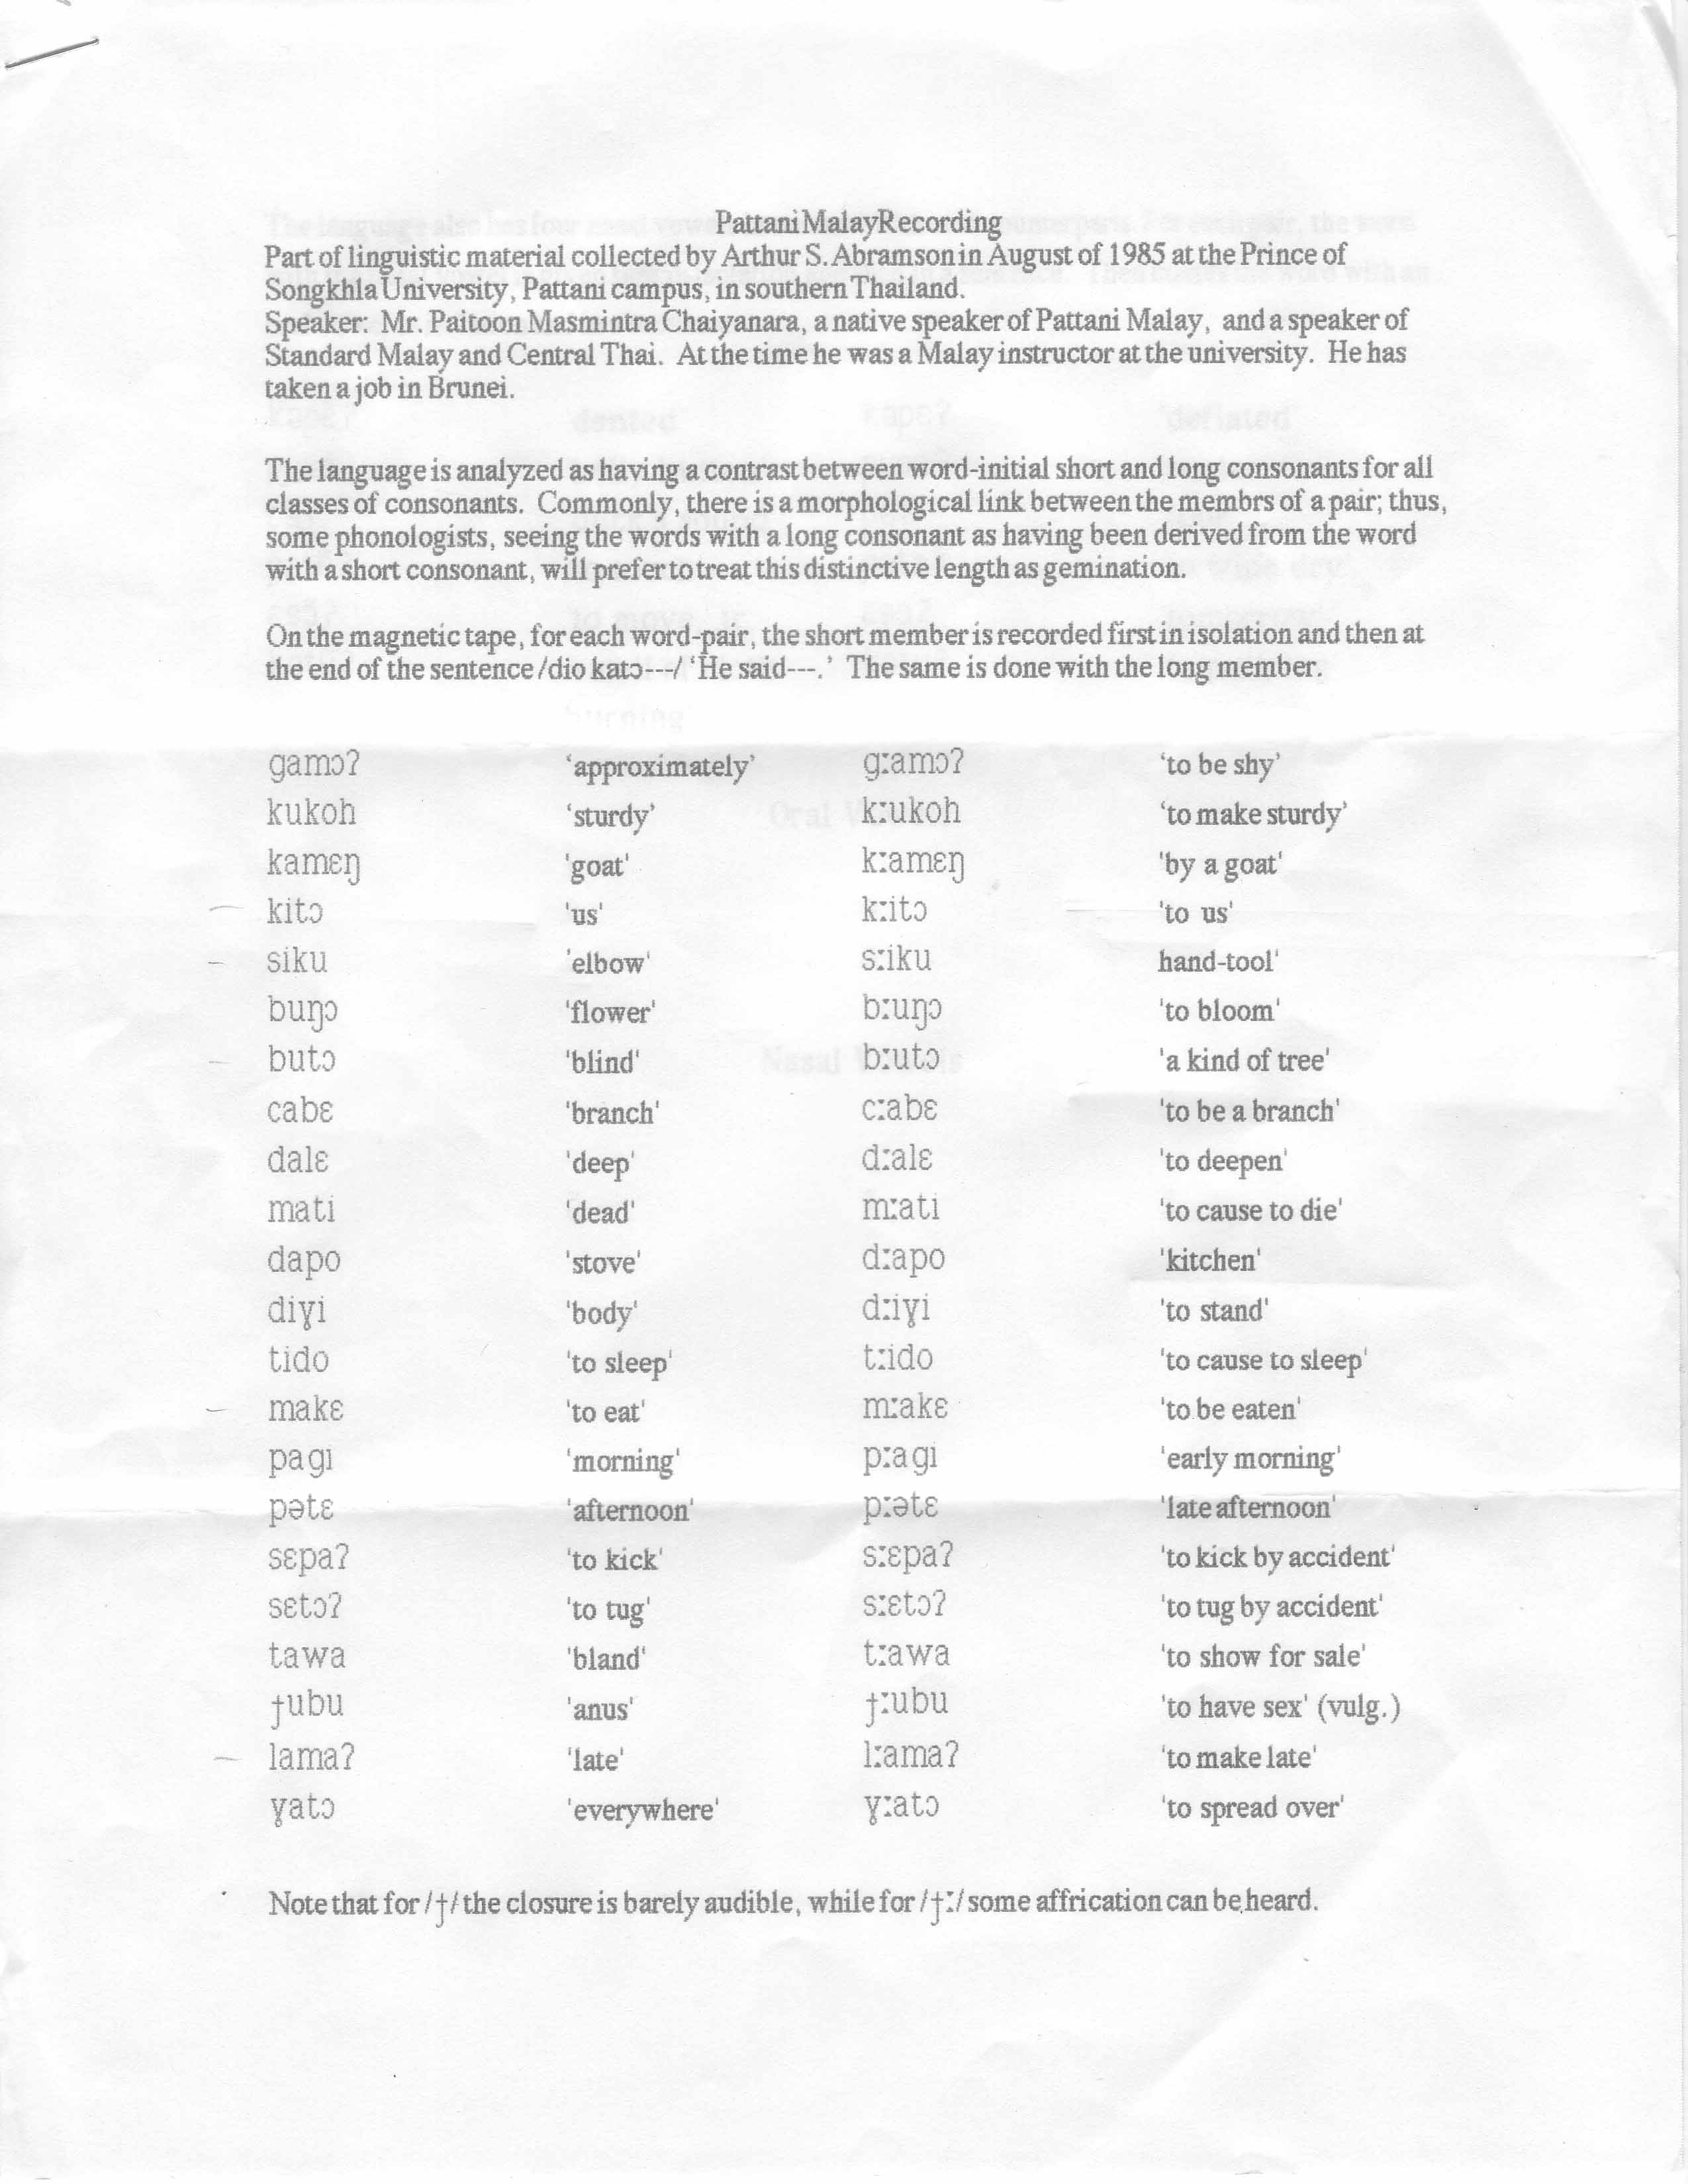 Pattani Malay Recording
Part of linguistic material collected by Arthur S. Abramson in August of 1985 at the Prince of
Songkhla University, Pattani campus, in southern Thailand.
Speaker: Mr. Paitoon Masmintra Chaiyanara, a native speaker of Pattani Malay, and a speaker of
Standard Malay and Central Thai. At the time he was a Malay instructor at the university. He has
taken a job in Brunei.
The language is analyzed as having a contrast between word-initial short and long consonants for all
classes of consonants. Commonly, there is a morphological link between the membrs of a pair; thus,
some phonologists, seeing the words with a long consonant as having been derived from the word
with a short consonant, will prefer to treat this distinctive length as gemination.
On the magnetic tape, for each word-pair, the short member is recorded first in isolation and then at
the end of the sentence /dio katɔ---/ ‘He said---.’ The same is done with the long member.
gamɔʔ ‘approximately’ gːamɔʔ ‘to be shy’
kukoh ‘sturdy’ kːukoh ‘to make sturdy’
kamɛŋ 'goat' kːamɛŋ 'by a goat'
kitɔ 'us' kːitɔ 'to us'
siku 'elbow' sːiku hand-tool'
buŋɔ 'flower' bːuŋɔ 'to bloom'
butɔ 'blind' bːutɔ 'a kind of tree'
cabɛ 'branch' cːabɛ 'to be a branch'
dalɛ 'deep' dːalɛ 'to deepen'
mati 'dead' mːati 'to cause to die'
dapo 'stove' dːapo 'kitchen'
diɣi 'body' dːiɣi 'to stand'
tido 'to sleep' tːido 'to cause to sleep'
makɛ 'to eat' mːakɛ 'to be eaten'
pagi 'morning' pːagi 'early morning'
pətɛ 'afternoon' pːətɛ 'late afternoon'
sɛpaʔ 'to kick' sːɛpaʔ 'to kick by accident'
sɛtɔʔ 'to tug' sːɛtɔʔ 'to tug by accident'
tawa 'bland' tːawa 'to show for sale'
ɟubu 'anus' ɟːubu 'to have sex' (vulg.)
lamaʔ 'late' lːamaʔ 'to make late'
ɣatɔ 'everywhere' ɣːatɔ 'to spread over'
Note that for /ɟ/ the closure is barely audible, while for /ɟː/ some affrication can be heard.